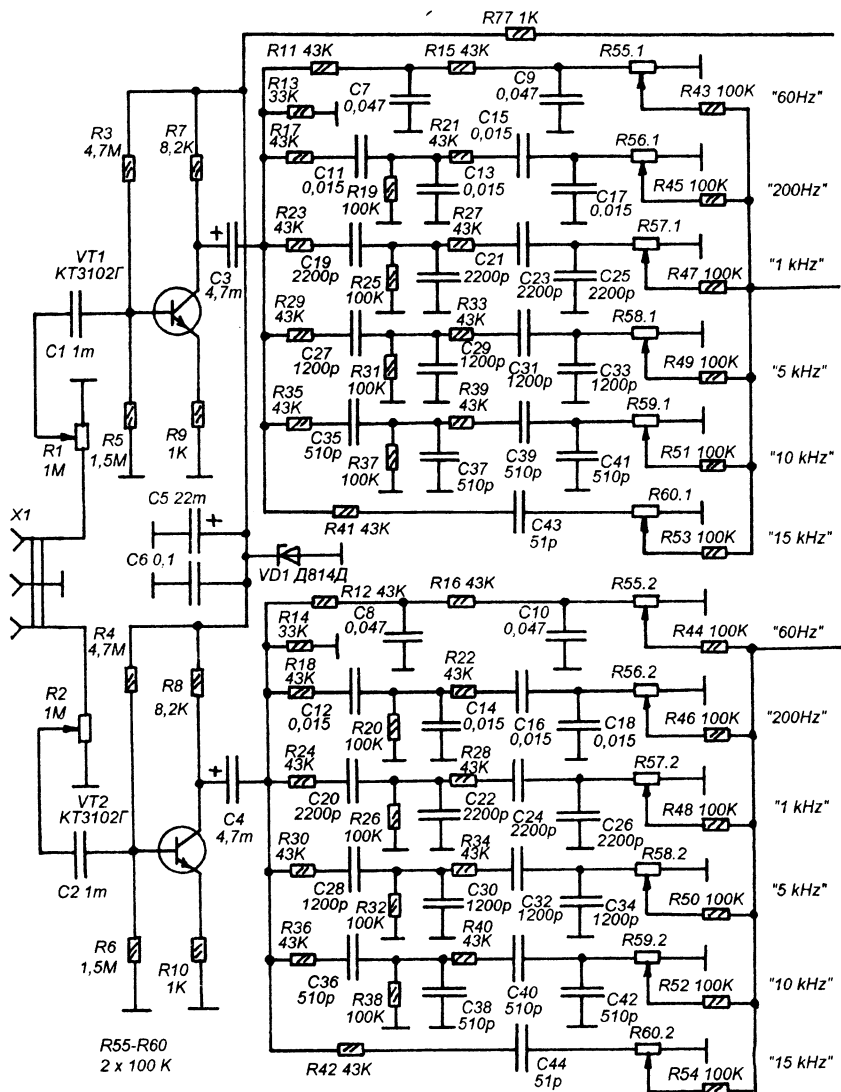 R77 1K
R11 43K
R15 43K
R55.1
R13
33K
C7
0,047
C9
0,047
R43 100K
"60Hz"
R3
4,7M
R7
8,2K
R17
43K
R21
43K
C15
0,015
R56.1
C11
0,015
R19
100K
C13
0,015
C17
0,015
R45 100K
"200Hz"
R23
43K
R27
43K
R57.1
VT1
КТ3102Г
C3
4,7m
C19
2200p
R25
100K
C21
2200p
C23
2200p
C25
2200p
R47 100K
"1 kHz"
R29
43K
R33
43K
R58.1
C1 1m
C27
1200p
R31
100K
C29
1200p
C31
1200p
C33
1200p
R49 100K
"5 kHz"
R35
43K
R39
43K
R59.1
R1
1M
R5
1,5M
R9
1K
C35
510p
R37
100K
C37
510p
C39
510p
C41
510p
R51 100K
"10 kHz"
X1
C5 22m
R41 43K
C43
51p
R60.1
R53 100K
"15 kHz"
C6 0,1
VD1 Д814Д
R12 43K
R16 43K
R55.2
R4
4,7M
R14
33K
C8
0,047
C10
0,047
R44 100K
"60Hz"
R8
8,2K
R18
43K
R22
43K
R56.2
R2
1M
C12
0,015
R20
100K
C14
0,015
C16
0,015
C18
0,015
R46 100K
"200Hz"
R24
43K
R28
43K
R57.2
VT2
КТ3102Г
C4
4,7m
C20
2200p
R26
100K
C22
2200p
C24
2200p
C26
2200p
R48 100K
"1 kHz"
R30
43K
R34
43K
R58.2
C2 1m
C28
1200p
R32
100K
C30
1200p
C32
1200p
C34
1200p
R50 100K
"5 kHz"
R36
43K
R40
43K
R59.2
R6
1,5M
R10
1K
C36
510p
R38
100K
C38
510p
C40
510p
C42
510p
R52 100K
"10 kHz"
R55-R60
2 x 100 K
R42 43K
C44
51p
R60.2
R54 100K
"15 kHz"